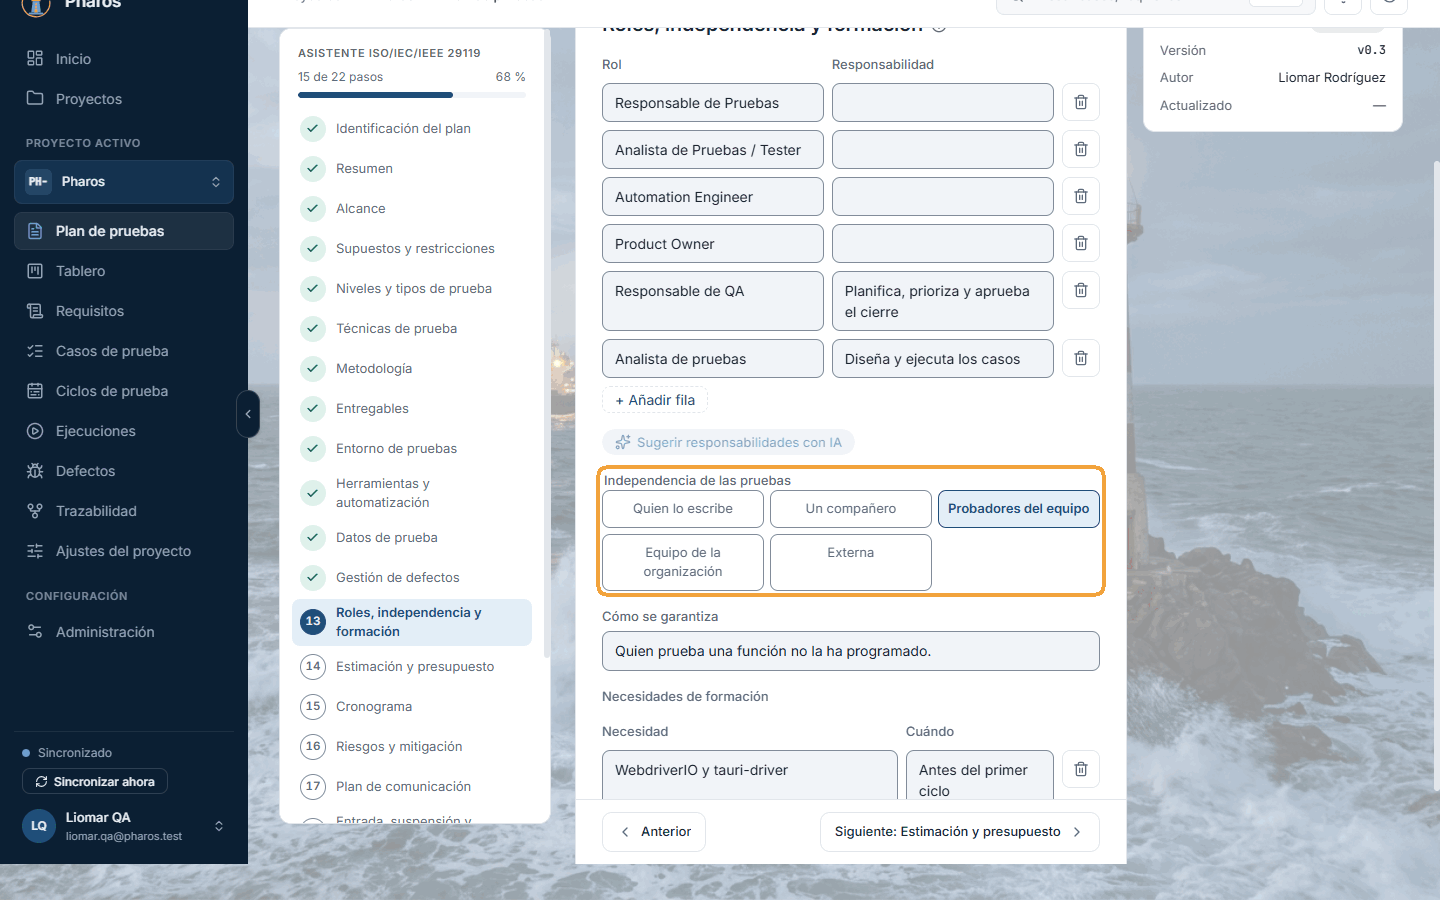 Pharos
Inicio
Proyectos
PROYECTO ACTIVO
PH-
Pharos
Plan de pruebas
Tablero
Requisitos
Casos de prueba
Ciclos de prueba
Ejecuciones
Defectos
Trazabilidad
Ajustes del proyecto
CONFIGURACIÓN
Administración
Sincronizado
Sincronizar ahora
LQ
Liomar QA
liomar.qa@pharos.test
ASISTENTE ISO/IEC/IEEE 29119
15 de 22 pasos
68 %
Identificación del plan
Resumen
Alcance
Supuestos y restricciones
Niveles y tipos de prueba
Técnicas de prueba
Metodología
Entregables
Entorno de pruebas
Herramientas y
automatización
Datos de prueba
Gestión de defectos
13
Roles, independencia y
formación
14
Estimación y presupuesto
15
Cronograma
16
Riesgos y mitigación
17
Plan de comunicación
Entrada, suspensión y
Roles, independencia y formación
Rol
Responsabilidad
Responsable de Pruebas
Analista de Pruebas / Tester
Automation Engineer
Product Owner
Responsable de QA
Planifica, prioriza y aprueba
el cierre
Analista de pruebas
Diseña y ejecuta los casos
+ Añadir fila
Sugerir responsabilidades con IA
Independencia de las pruebas
Quien lo escribe
Un compañero
Probadores del equipo
Equipo de la
organización
Externa
Cómo se garantiza
Quien prueba una función no la ha programado.
Necesidades de formación
Necesidad
Cuándo
WebdriverIO y tauri-driver
Antes del primer
ciclo
Anterior
Siguiente: Estimación y presupuesto
Versión
v0.3
Autor
Liomar Rodríguez
Actualizado
—